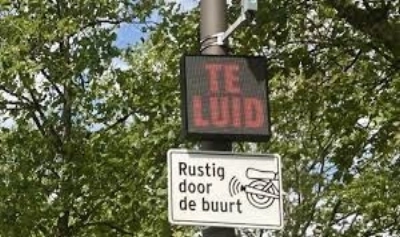 TE
LUID
Rustig
door
de buurt